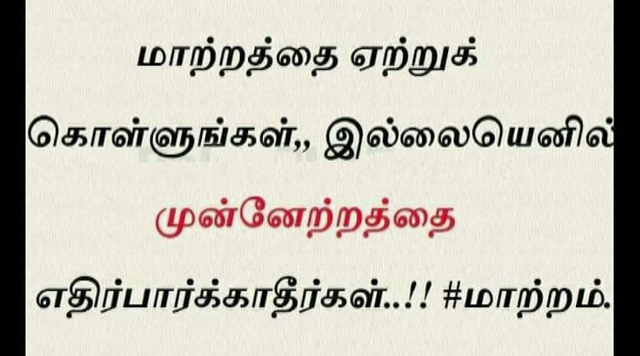 மாற்றத்தை ஏற்றுக்
கொள்ளுங்கள்,, இல்லையெனில்
முன்னேற்றத்தை
எதிர்பார்க்காதீர்கள்..!! #மாற்றம்.